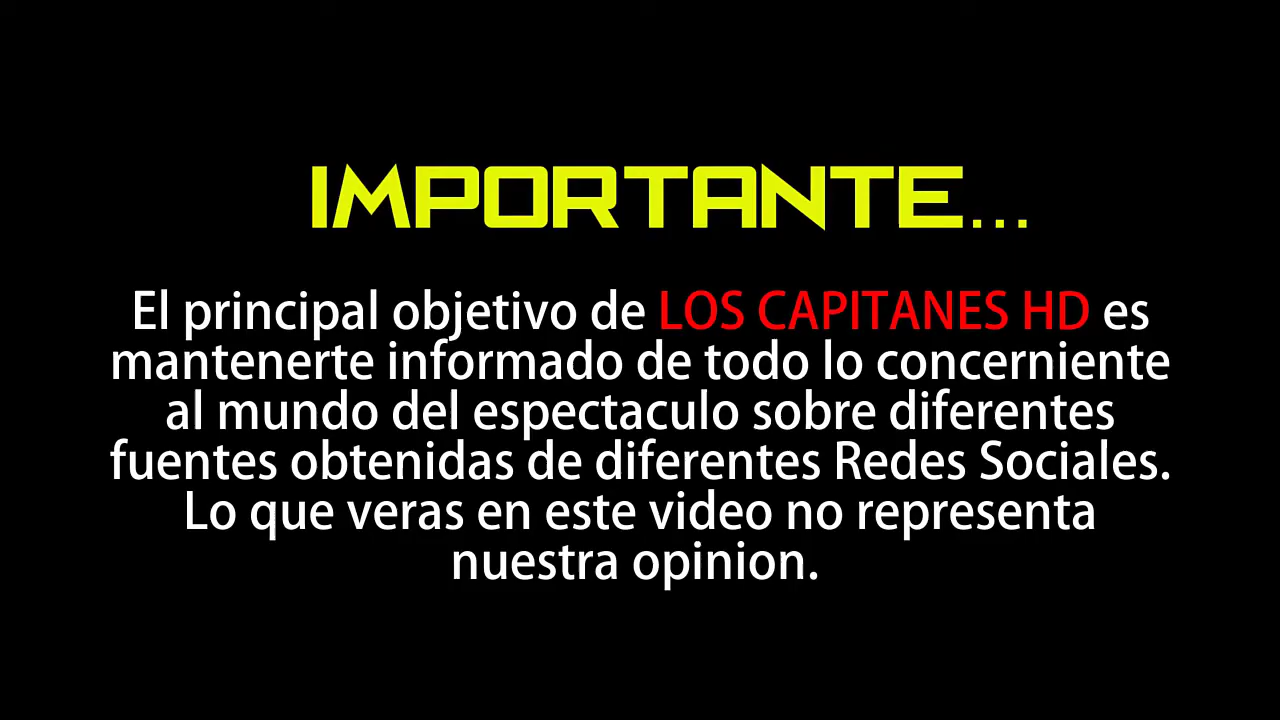 IMPORTANTE...
El principal objetivo de LOS CAPITANES HD es
mantenerte informado de todo lo concerniente
al mundo del espectaculo sobre diferentes
fuentes obtenidas de diferentes Redes Sociales.
Lo que veras en este video no representa
nuestra opinion.